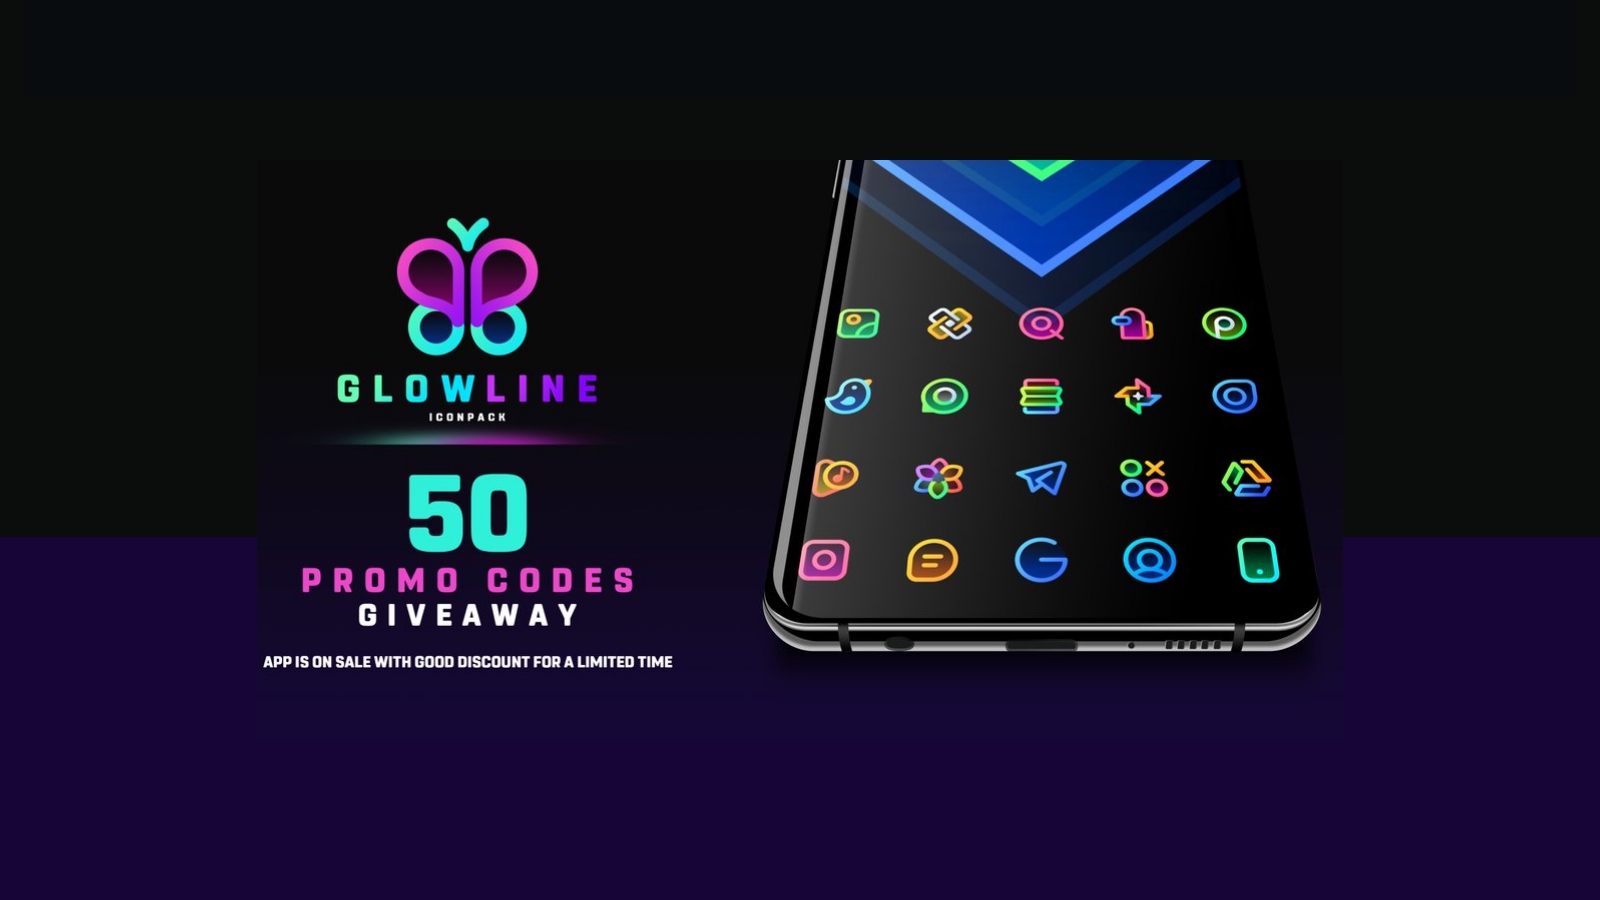 GLOWLINE
ICONPACK
50
PROMO CODES
GIVEAWAY
APP IS ON SALE WITH GOOD DISCOUNT FOR A LIMITED TIME